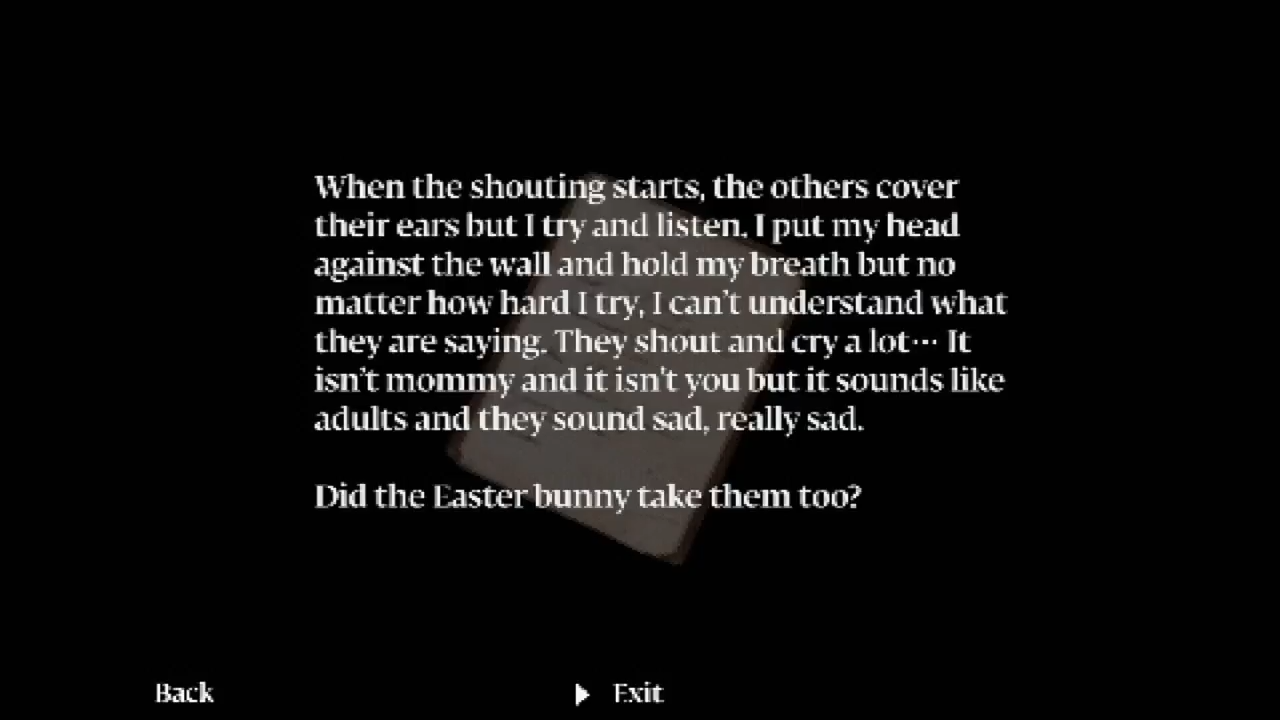 When the shouting starts, the others cover
their ears but I try and listen. I put my head
against the wall and hold my breath but no
matter how hard I try, I can't understand what
they are saying. They shout and cry a lot··· It
isn't mommy and it isn't you but it sounds like
adults and they sound sad, really sad.
Did the Easter bunny take them too?
Back
Exit